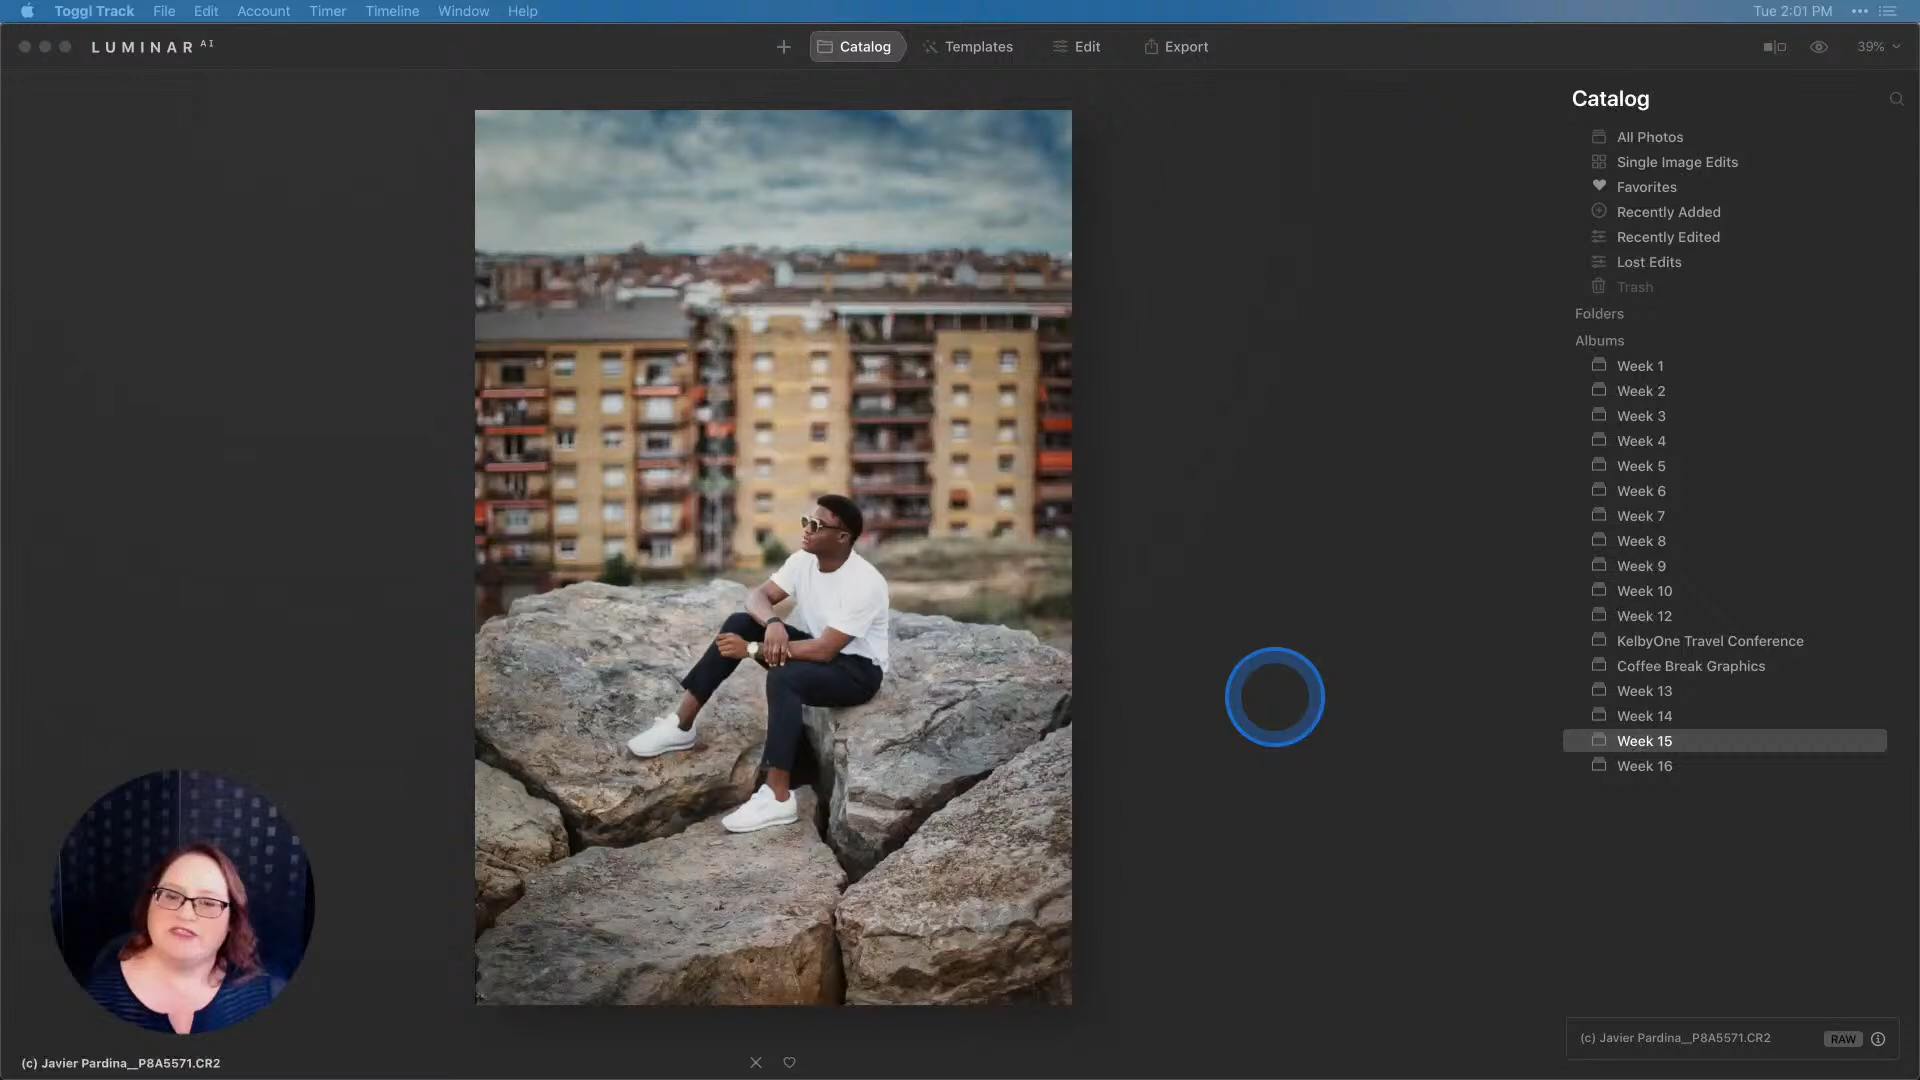 Toggl Track File Edit Account Timer Timeline Window Help Tue 2:01 PM
LUMINAR AI Catalog Templates Edit Export 39%
Catalog
All Photos
Single Image Edits
Favorites
Recently Added
Recently Edited
Lost Edits
Trash
Folders
Albums
Week 1
Week 2
Week 3
Week 4
Week 5
Week 6
Week 7
Week 8
Week 9
Week 10
Week 12
KelbyOne Travel Conference
Coffee Break Graphics
Week 13
Week 14
Week 15
Week 16
(c) Javier Pardina__P8A5571.CR2 RAW
(c) Javier Pardina__P8A5571.CR2